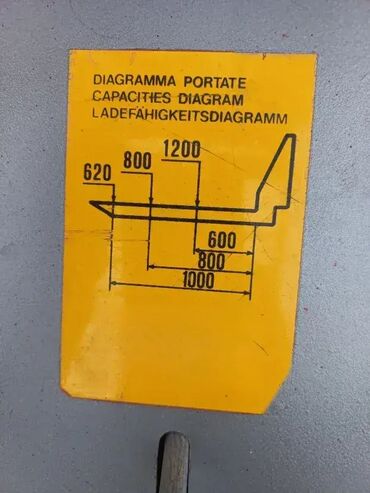 DIAGRAMMA PORTATE
CAPACITIES DIAGRAM
LADEFÄHIGKEITSDIAGRAMM
620 800 1200
600
800
1000